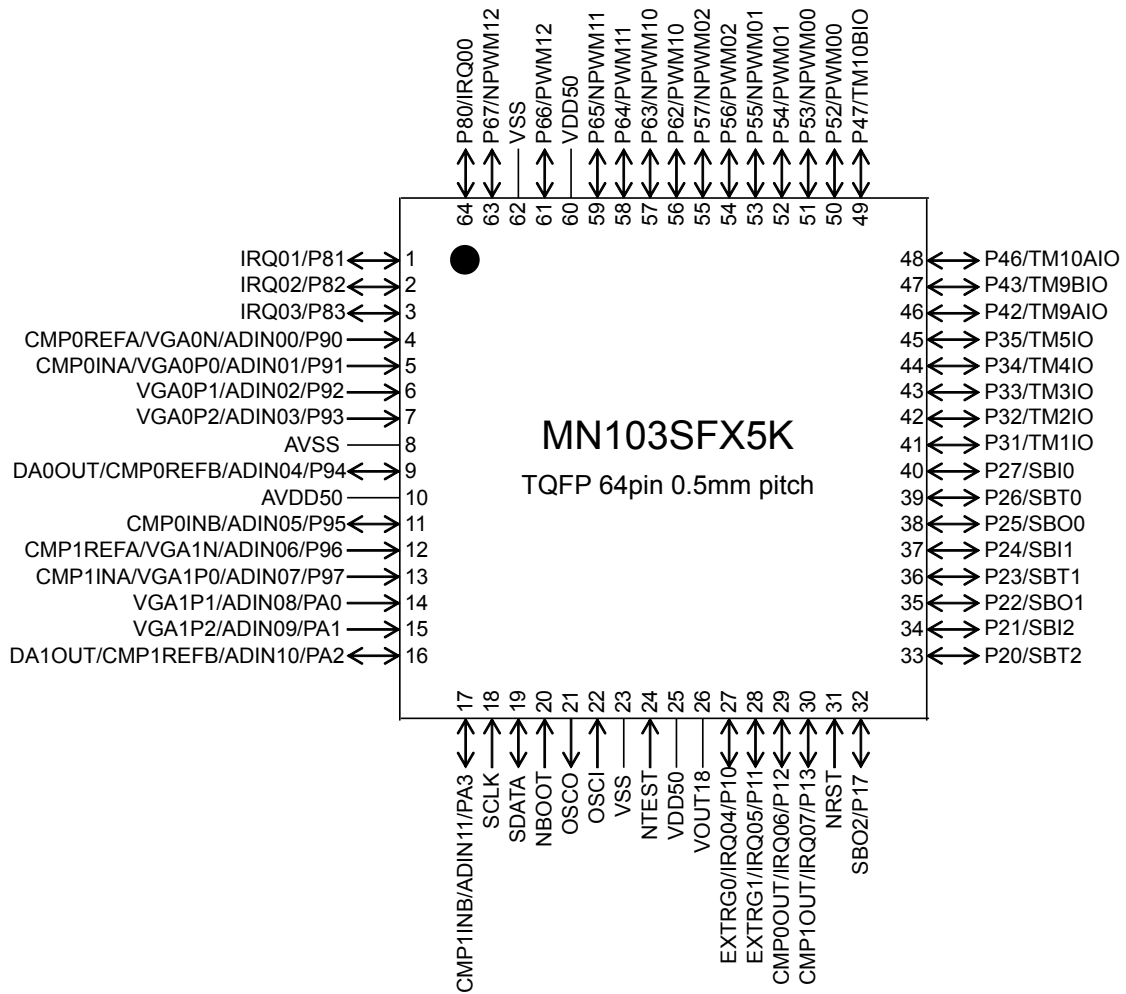 P80/IRQ00
P67/NPWM12
VSS
P66/PWM12
VDD50
P65/NPWM11
P64/PWM11
P63/NPWM10
P62/PWM10
P57/NPWM02
P56/PWM02
P55/NPWM01
P54/PWM01
P53/NPWM00
P52/PWM00
P47/TM10BIO
64
63
62
61
60
59
58
57
56
55
54
53
52
51
50
49
IRQ01/P81 1
IRQ02/P82 2
IRQ03/P83 3
CMP0REFA/VGA0N/ADIN00/P90 4
CMP0INA/VGA0P0/ADIN01/P91 5
VGA0P1/ADIN02/P92 6
VGA0P2/ADIN03/P93 7
AVSS 8
DA0OUT/CMP0REFB/ADIN04/P94 9
AVDD50 10
CMP0INB/ADIN05/P95 11
CMP1REFA/VGA1N/ADIN06/P96 12
CMP1INA/VGA1P0/ADIN07/P97 13
VGA1P1/ADIN08/PA0 14
VGA1P2/ADIN09/PA1 15
DA1OUT/CMP1REFB/ADIN10/PA2 16
MN103SFX5K
TQFP 64pin 0.5mm pitch
48 P46/TM10AIO
47 P43/TM9BIO
46 P42/TM9AIO
45 P35/TM5IO
44 P34/TM4IO
43 P33/TM3IO
42 P32/TM2IO
41 P31/TM1IO
40 P27/SBI0
39 P26/SBT0
38 P25/SBO0
37 P24/SBI1
36 P23/SBT1
35 P22/SBO1
34 P21/SBI2
33 P20/SBT2
17
18
19
20
21
22
23
24
25
26
27
28
29
30
31
32
CMP1INB/ADIN11/PA3
SCLK
SDATA
NBOOT
OSCO
OSCI
VSS
NTEST
VDD50
VOUT18
EXTRG0/IRQ04/P10
EXTRG1/IRQ05/P11
CMP0OUT/IRQ06/P12
CMP1OUT/IRQ07/P13
NRST
SBO2/P17